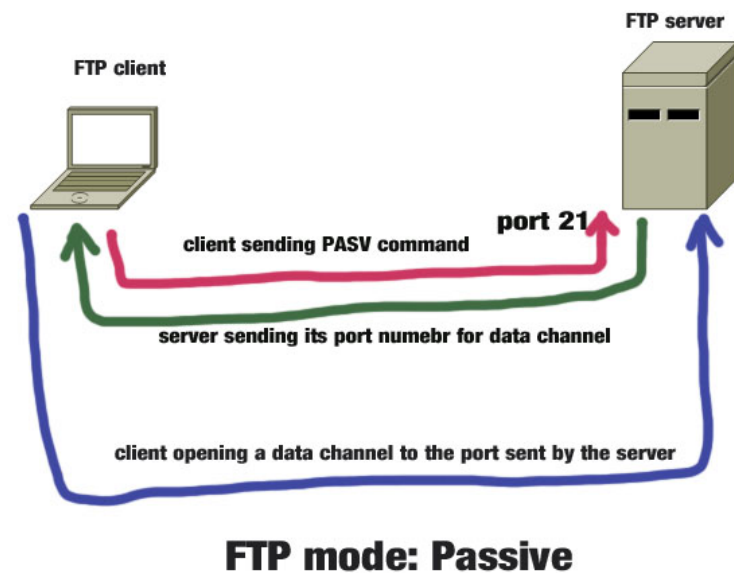 FTP server
FTP client
port 21
client sending PASV command
server sending its port numebr for data channel
client opening a data channel to the port sent by the server
FTP mode: Passive